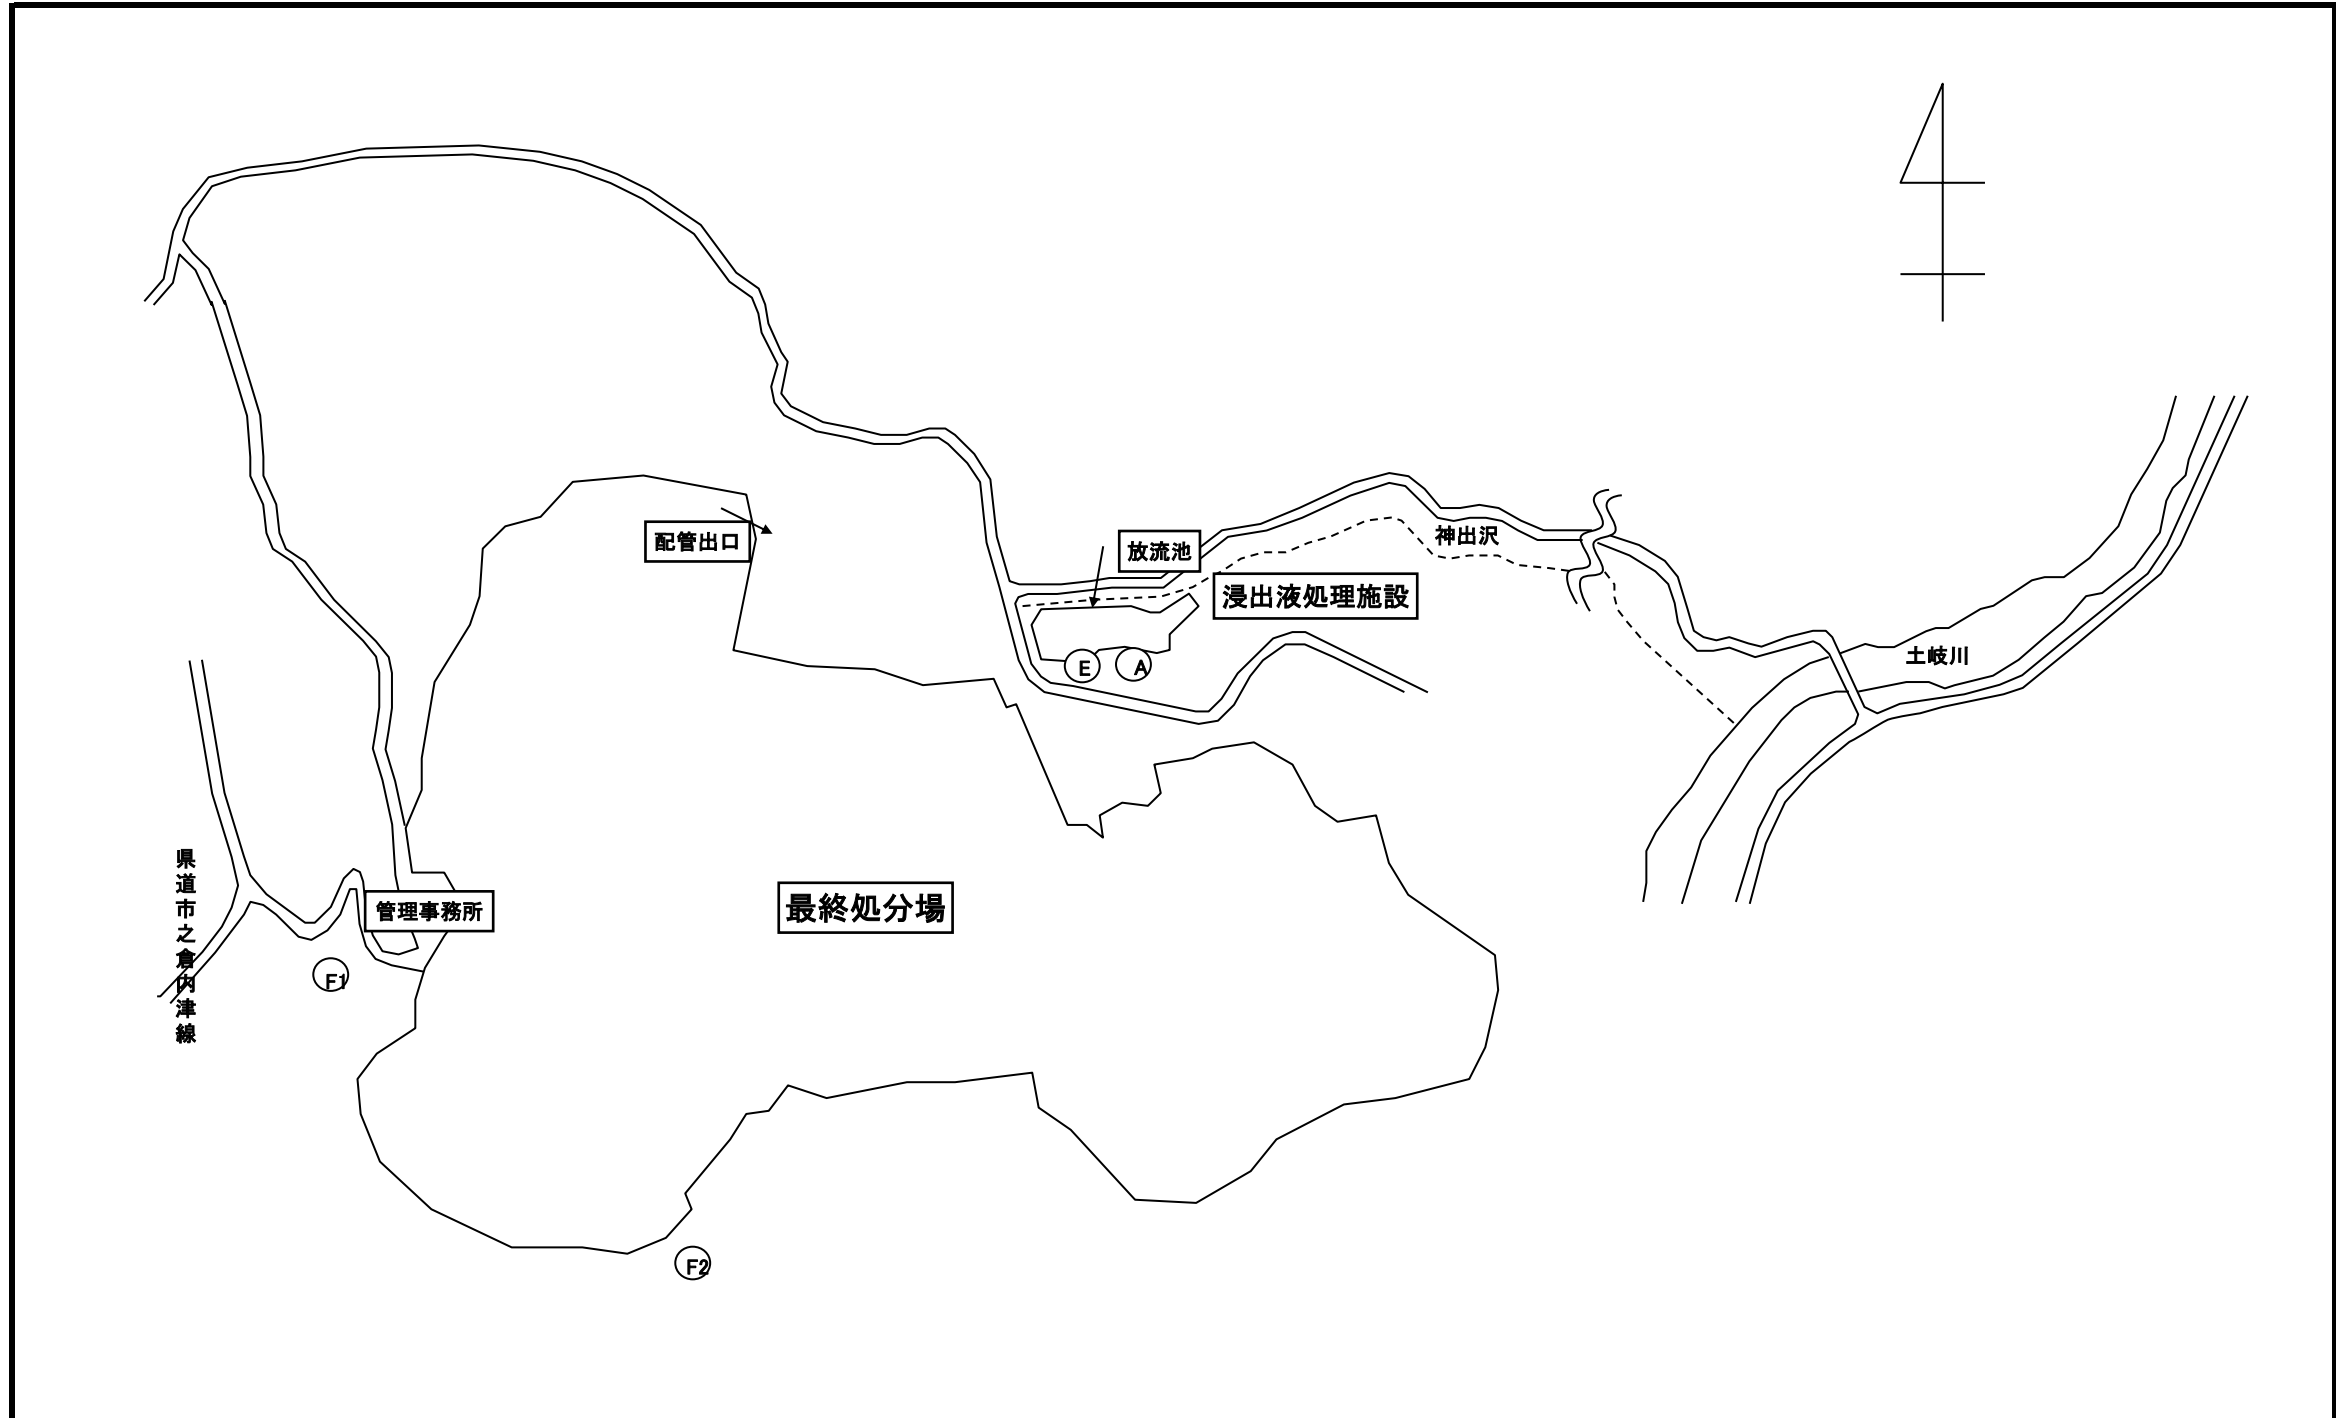 配管出口
放流池
神出沢
浸出液処理施設
土岐川
E
A
県道市之倉内津線
管理事務所
最終処分場
F1
F2